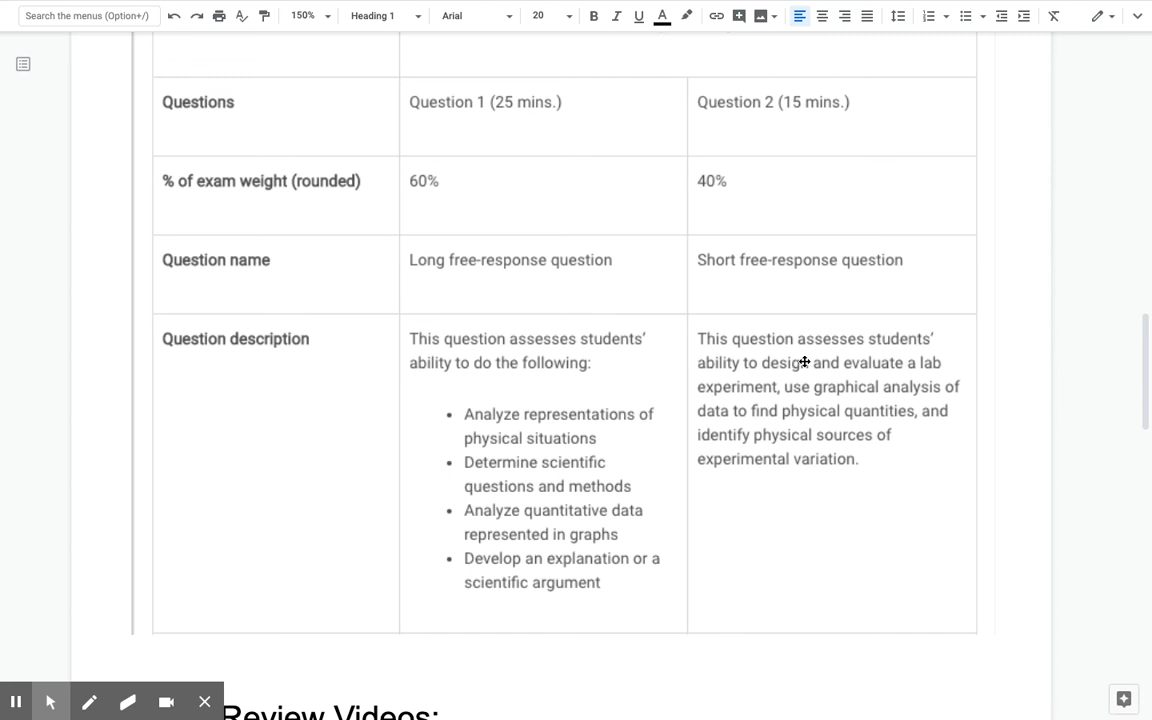 Search the menus (Option+/)
150%
Heading 1
Arial
20
B I U A
Questions
Question 1 (25 mins.)
Question 2 (15 mins.)
% of exam weight (rounded)
60%
40%
Question name
Long free-response question
Short free-response question
Question description
This question assesses students’
ability to do the following:
• Analyze representations of
physical situations
• Determine scientific
questions and methods
• Analyze quantitative data
represented in graphs
• Develop an explanation or a
scientific argument
This question assesses students’
ability to design and evaluate a lab
experiment, use graphical analysis of
data to find physical quantities, and
identify physical sources of
experimental variation.
Review Videos: